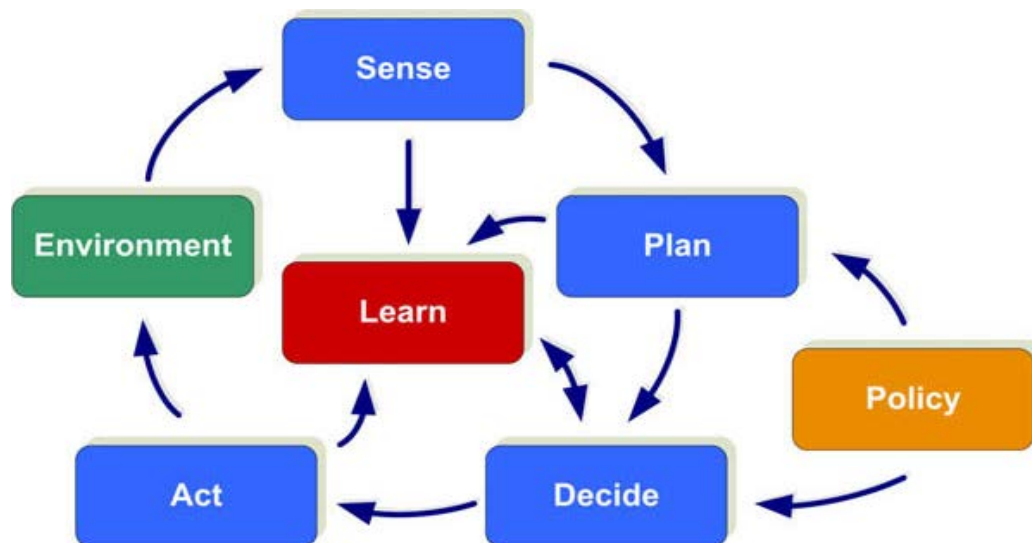 Sense
Environment
Plan
Learn
Policy
Act
Decide